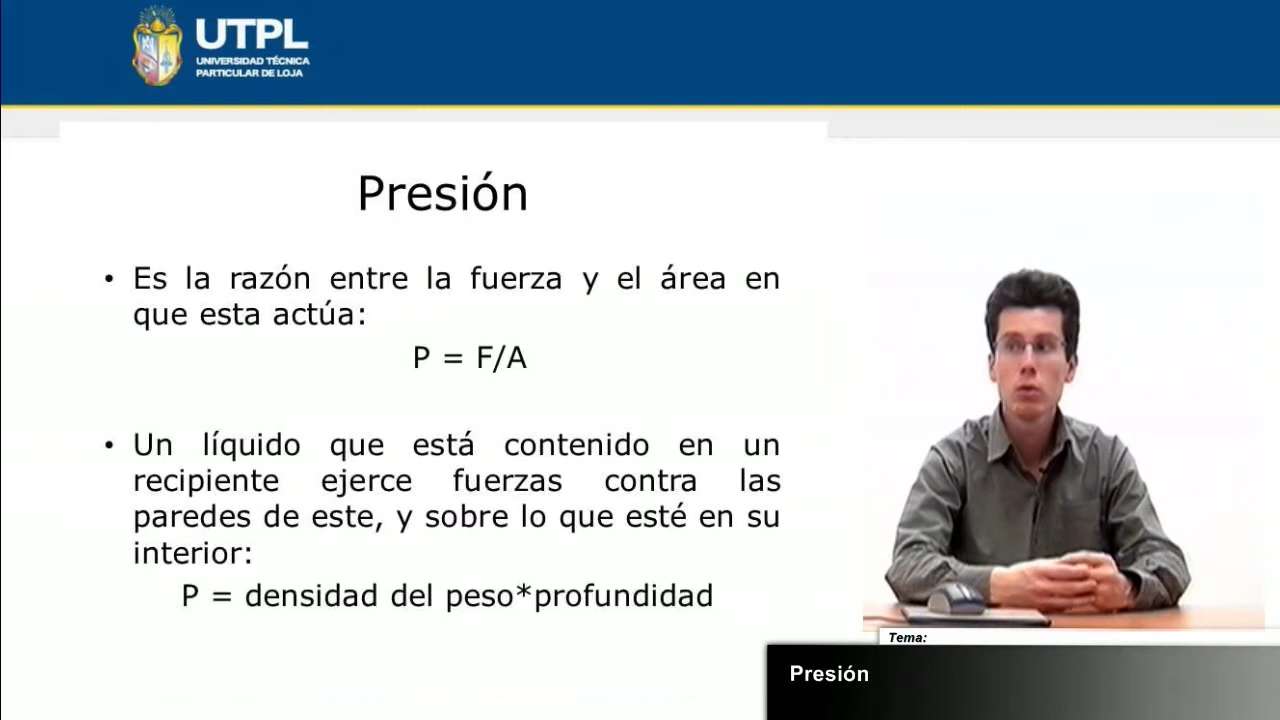 UTPL
UNIVERSIDAD TÉCNICA
PARTICULAR DE LOJA
Presión
• Es la razón entre la fuerza y el área en
que esta actúa:
P = F/A
• Un líquido que está contenido en un
recipiente ejerce fuerzas contra las
paredes de este, y sobre lo que esté en su
interior:
P = densidad del peso*profundidad
Tema:
Presión